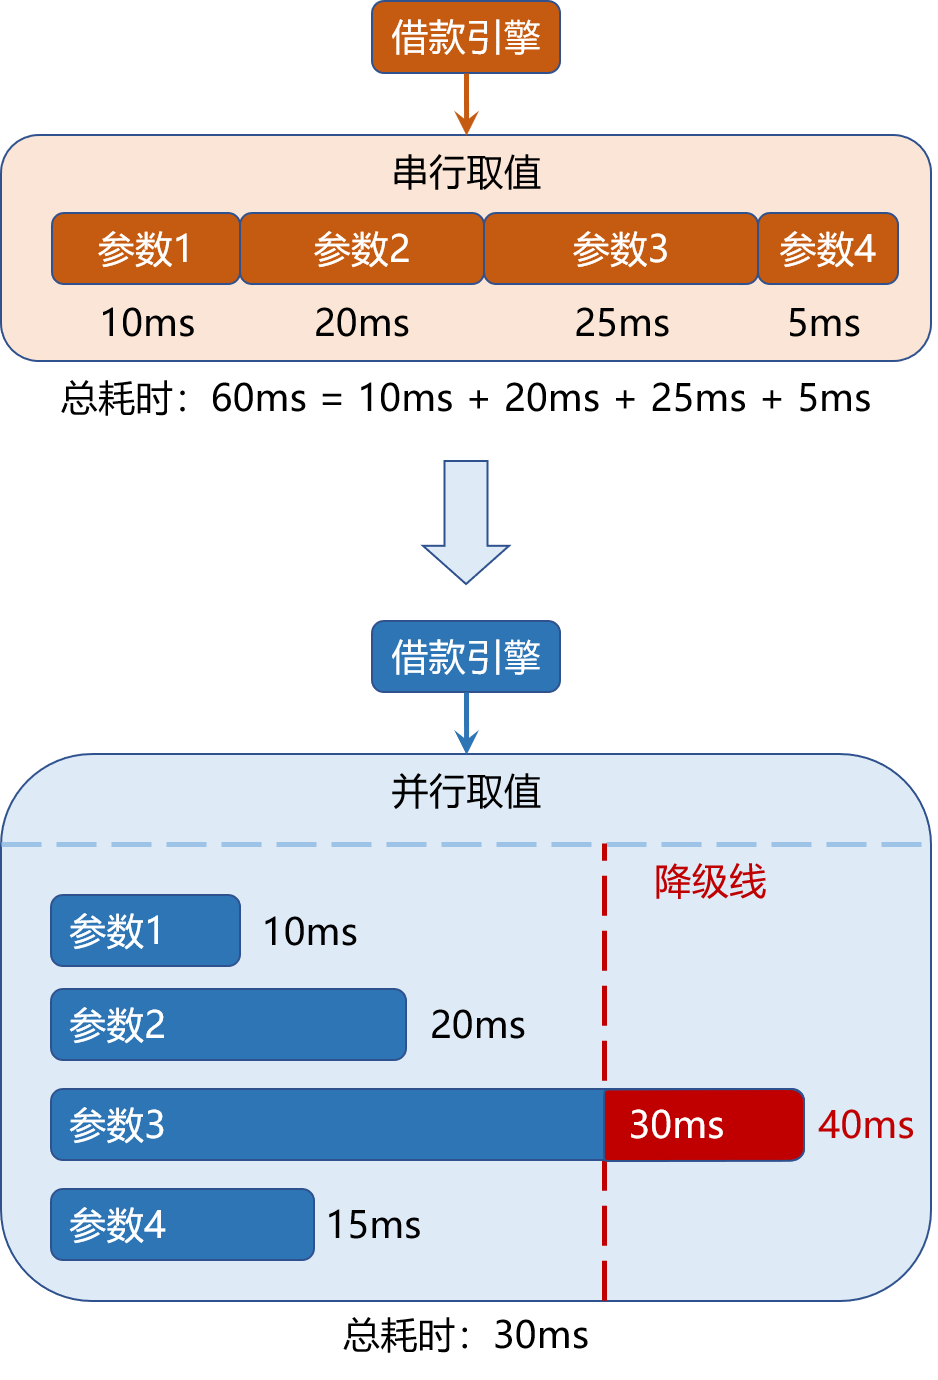 借款引擎
串行取值
参数1 参数2 参数3 参数4
10ms 20ms 25ms 5ms
总耗时：60ms = 10ms + 20ms + 25ms + 5ms
借款引擎
并行取值
降级线
参数1 10ms
参数2 20ms
参数3 30ms 40ms
参数4 15ms
总耗时：30ms